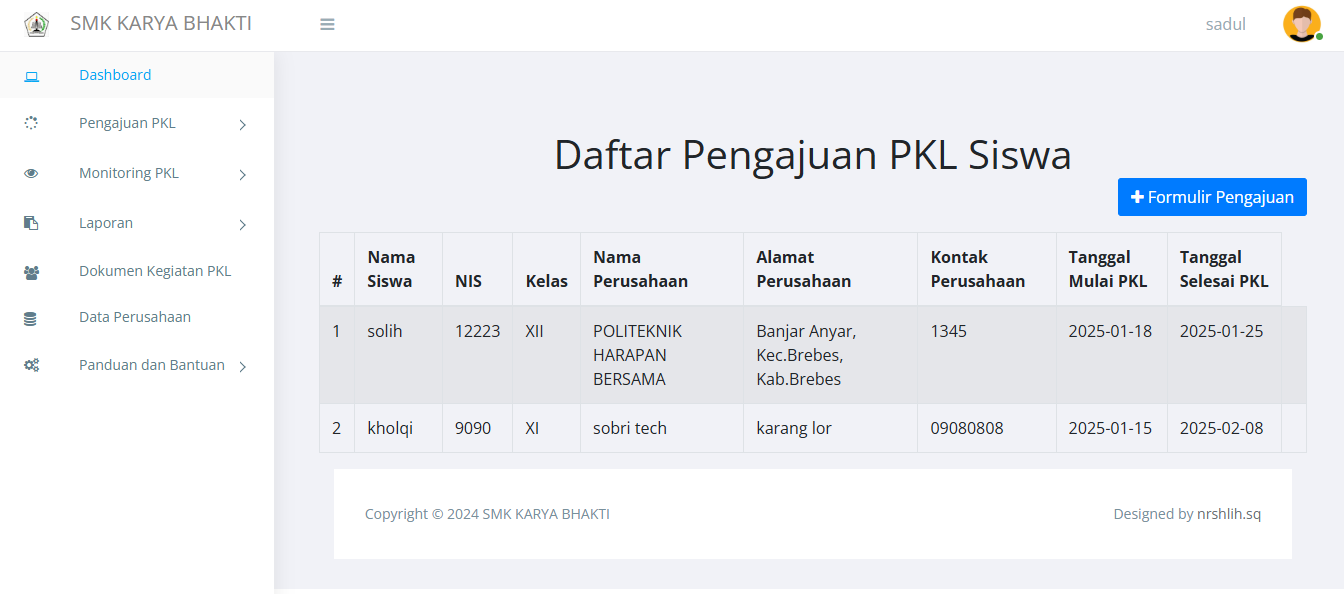 SMK KARYA BHAKTI
sadul
Dashboard
Pengajuan PKL
Monitoring PKL
Laporan
Dokumen Kegiatan PKL
Data Perusahaan
Panduan dan Bantuan
Daftar Pengajuan PKL Siswa
Formulir Pengajuan
# Nama Siswa NIS Kelas Nama Perusahaan Alamat Perusahaan Kontak Perusahaan Tanggal Mulai PKL Tanggal Selesai PKL
1 solih 12223 XII POLITEKNIK HARAPAN BERSAMA Banjar Anyar, Kec.Brebes, Kab.Brebes 1345 2025-01-18 2025-01-25
2 kholqi 9090 XI sobri tech karang lor 09080808 2025-01-15 2025-02-08
Copyright © 2024 SMK KARYA BHAKTI
Designed by nrshlih.sq